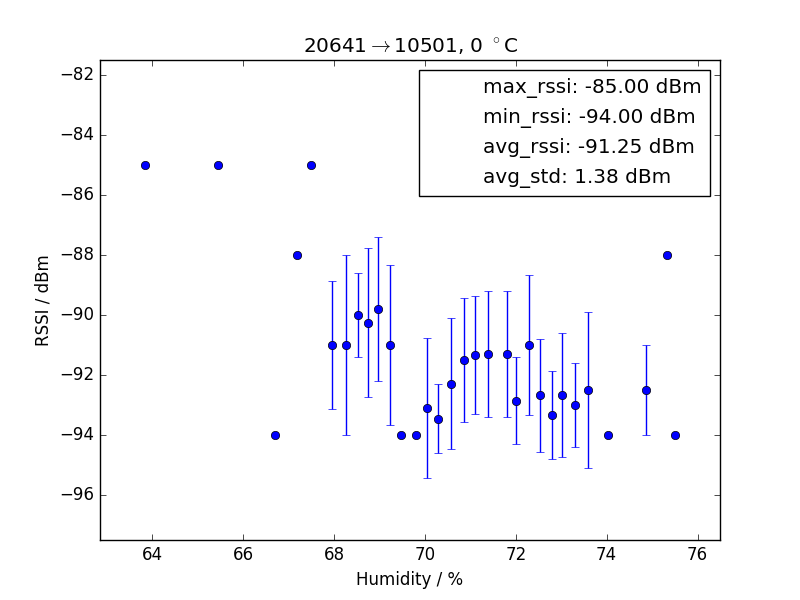 20641→10501, 0 °C
max_rssi: -85.00 dBm
min_rssi: -94.00 dBm
avg_rssi: -91.25 dBm
avg_std: 1.38 dBm
RSSI / dBm
−82
−84
−86
−88
−90
−92
−94
−96
64 66 68 70 72 74 76
Humidity / %